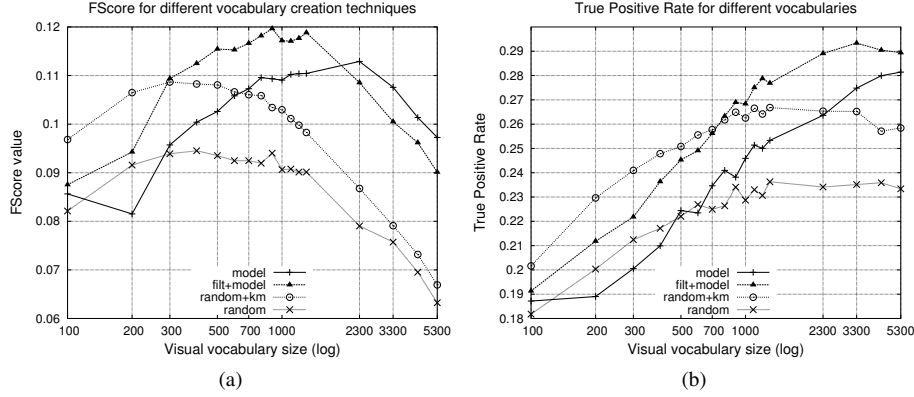 FScore for different vocabulary creation techniques
0.12
0.11
0.1
0.09
0.08
0.07
0.06
FScore value
model
filt+model
random+km
random
100 200 300 500 700 1000 2300 3300 5300
Visual vocabulary size (log)
(a)
True Positive Rate for different vocabularies
0.29
0.28
0.27
0.26
0.25
0.24
0.23
0.22
0.21
0.2
0.19
0.18
True Positive Rate
model
filt+model
random+km
random
100 200 300 500 700 1000 2300 3300 5300
Visual vocabulary size (log)
(b)